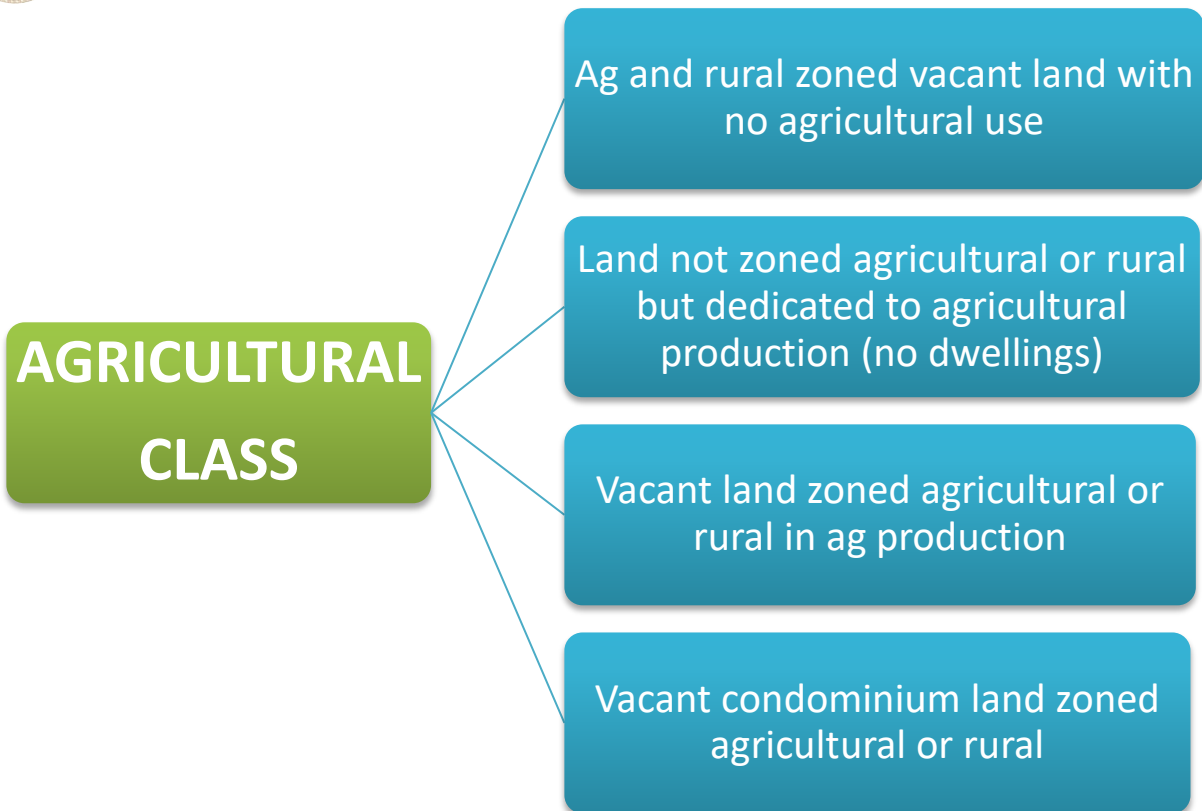 AGRICULTURAL
CLASS
Ag and rural zoned vacant land with
no agricultural use
Land not zoned agricultural or rural
but dedicated to agricultural
production (no dwellings)
Vacant land zoned agricultural or
rural in ag production
Vacant condominium land zoned
agricultural or rural